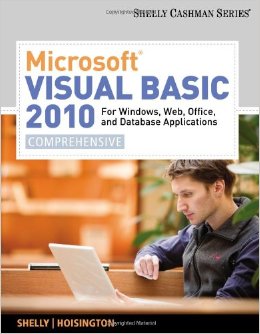 SHELLY CASHMAN SERIES®
Microsoft®
VISUAL BASIC
2010
For Windows, Web, Office,
and Database Applications
COMPREHENSIVE
SHELLY | HOISINGTON